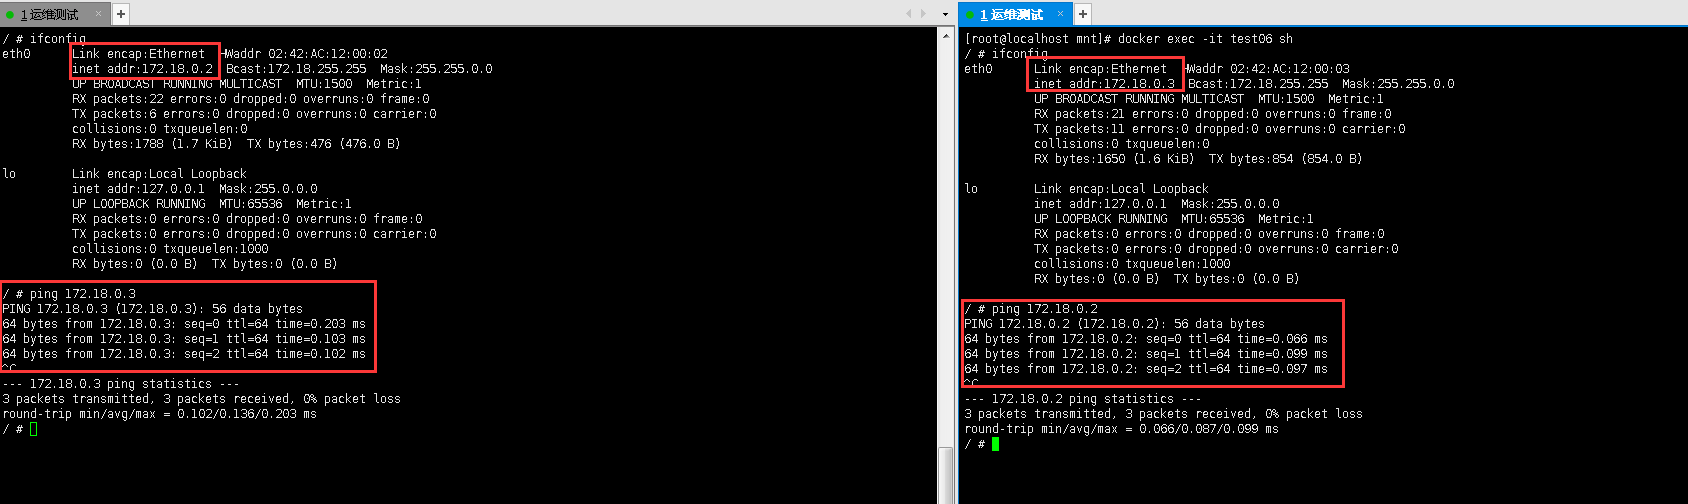 1 运维测试 × +
/ # ifconfig
eth0 Link encap:Ethernet HWaddr 02:42:AC:12:00:02
inet addr:172.18.0.2 Bcast:172.18.255.255 Mask:255.255.0.0
UP BROADCAST RUNNING MULTICAST MTU:1500 Metric:1
RX packets:22 errors:0 dropped:0 overruns:0 frame:0
TX packets:6 errors:0 dropped:0 overruns:0 carrier:0
collisions:0 txqueuelen:0
RX bytes:1788 (1.7 KiB) TX bytes:476 (476.0 B)
lo Link encap:Local Loopback
inet addr:127.0.0.1 Mask:255.0.0.0
UP LOOPBACK RUNNING MTU:65536 Metric:1
RX packets:0 errors:0 dropped:0 overruns:0 frame:0
TX packets:0 errors:0 dropped:0 overruns:0 carrier:0
collisions:0 txqueuelen:1000
RX bytes:0 (0.0 B) TX bytes:0 (0.0 B)
/ # ping 172.18.0.3
PING 172.18.0.3 (172.18.0.3): 56 data bytes
64 bytes from 172.18.0.3: seq=0 ttl=64 time=0.203 ms
64 bytes from 172.18.0.3: seq=1 ttl=64 time=0.103 ms
64 bytes from 172.18.0.3: seq=2 ttl=64 time=0.102 ms
^C
--- 172.18.0.3 ping statistics ---
3 packets transmitted, 3 packets received, 0% packet loss
round-trip min/avg/max = 0.102/0.136/0.203 ms
/ #
1 运维测试 × +
[root@localhost mnt]# docker exec -it test06 sh
/ # ifconfig
eth0 Link encap:Ethernet HWaddr 02:42:AC:12:00:03
inet addr:172.18.0.3 Bcast:172.18.255.255 Mask:255.255.0.0
UP BROADCAST RUNNING MULTICAST MTU:1500 Metric:1
RX packets:21 errors:0 dropped:0 overruns:0 frame:0
TX packets:11 errors:0 dropped:0 overruns:0 carrier:0
collisions:0 txqueuelen:0
RX bytes:1650 (1.6 KiB) TX bytes:854 (854.0 B)
lo Link encap:Local Loopback
inet addr:127.0.0.1 Mask:255.0.0.0
UP LOOPBACK RUNNING MTU:65536 Metric:1
RX packets:0 errors:0 dropped:0 overruns:0 frame:0
TX packets:0 errors:0 dropped:0 overruns:0 carrier:0
collisions:0 txqueuelen:1000
RX bytes:0 (0.0 B) TX bytes:0 (0.0 B)
/ # ping 172.18.0.2
PING 172.18.0.2 (172.18.0.2): 56 data bytes
64 bytes from 172.18.0.2: seq=0 ttl=64 time=0.066 ms
64 bytes from 172.18.0.2: seq=1 ttl=64 time=0.099 ms
64 bytes from 172.18.0.2: seq=2 ttl=64 time=0.097 ms
^C
--- 172.18.0.2 ping statistics ---
3 packets transmitted, 3 packets received, 0% packet loss
round-trip min/avg/max = 0.066/0.087/0.099 ms
/ #